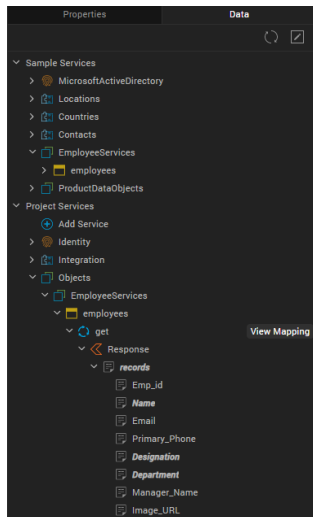 Properties Data
Sample Services
MicrosoftActiveDirectory
Locations
Countries
Contacts
EmployeeServices
employees
ProductDataObjects
Project Services
Add Service
Identity
Integration
Objects
EmployeeServices
employees
get View Mapping
Response
records
Emp_id
Name
Email
Primary_Phone
Designation
Department
Manager_Name
Image_URL